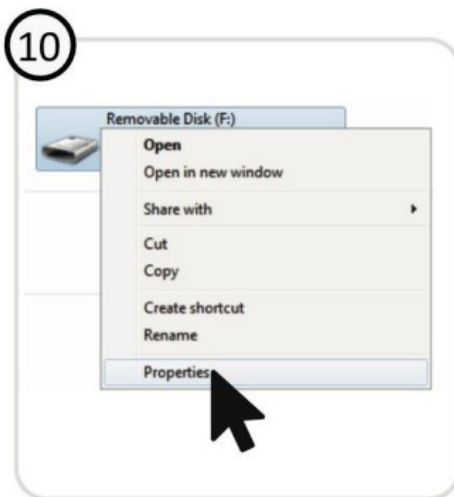 10
Removable Disk (F:)
Open
Open in new window
Share with
Cut
Copy
Create shortcut
Rename
Properties